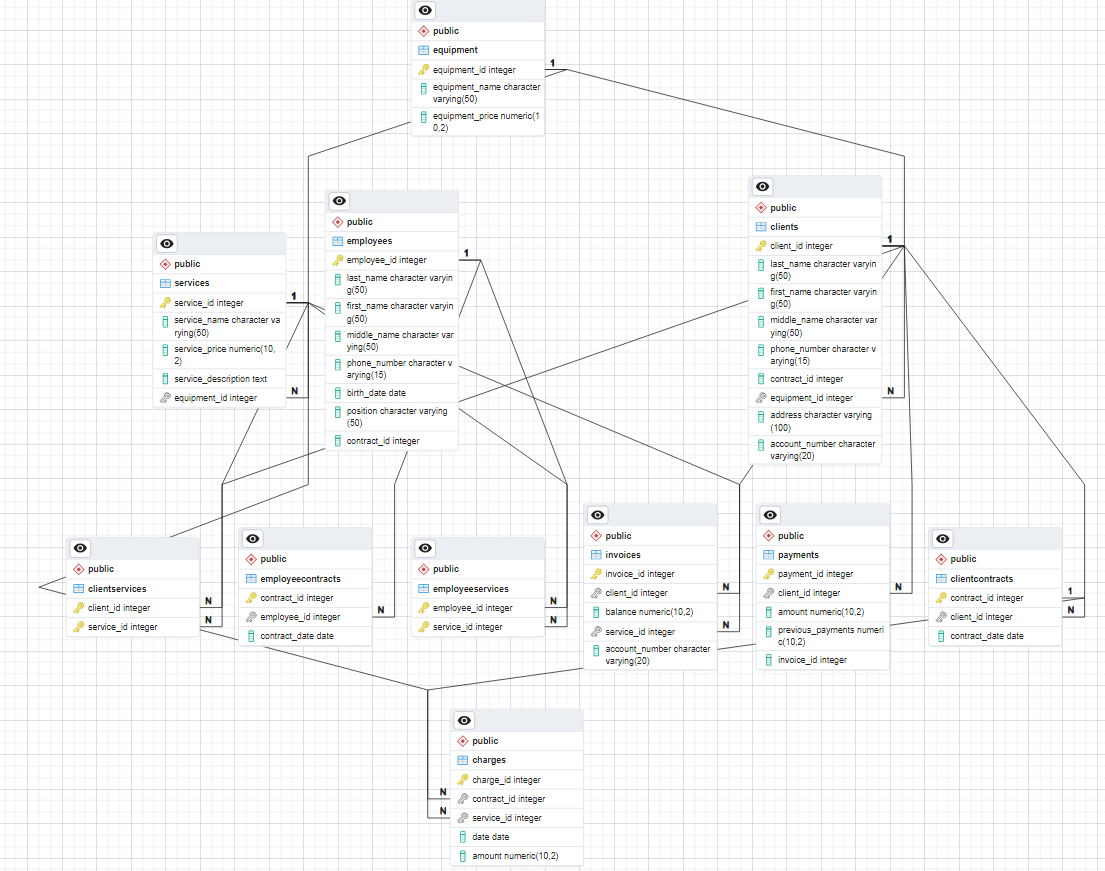 public
equipment
equipment_id integer
1
equipment_name character
varying(50)
equipment_price numeric(1
0,2)
public
employees
employee_id integer
1
last_name character varyin
g(50)
first_name character varyin
g(50)
middle_name character var
ying(50)
phone_number character v
arying(15)
birth_date date
position character varying
(50)
contract_id integer
public
clients
client_id integer
1
last_name character varyin
g(50)
first_name character varyin
g(50)
middle_name character var
ying(50)
phone_number character v
arying(15)
contract_id integer
equipment_id integer
N
address character varying
(100)
account_number character
varying(20)
public
services
service_id integer
1
service_name character va
rying(50)
service_price numeric(10,
2)
service_description text
equipment_id integer
N
public
clientservices
client_id integer
N
service_id integer
N
public
employeecontracts
contract_id integer
employee_id integer
N
contract_date date
public
employeeservices
employee_id integer
N
service_id integer
N
public
invoices
invoice_id integer
client_id integer
N
balance numeric(10,2)
service_id integer
N
account_number character
varying(20)
public
payments
payment_id integer
client_id integer
N
amount numeric(10,2)
previous_payments numeri
c(10,2)
invoice_id integer
public
clientcontracts
contract_id integer
1
client_id integer
N
contract_date date
public
charges
charge_id integer
N
contract_id integer
N
service_id integer
date date
amount numeric(10,2)